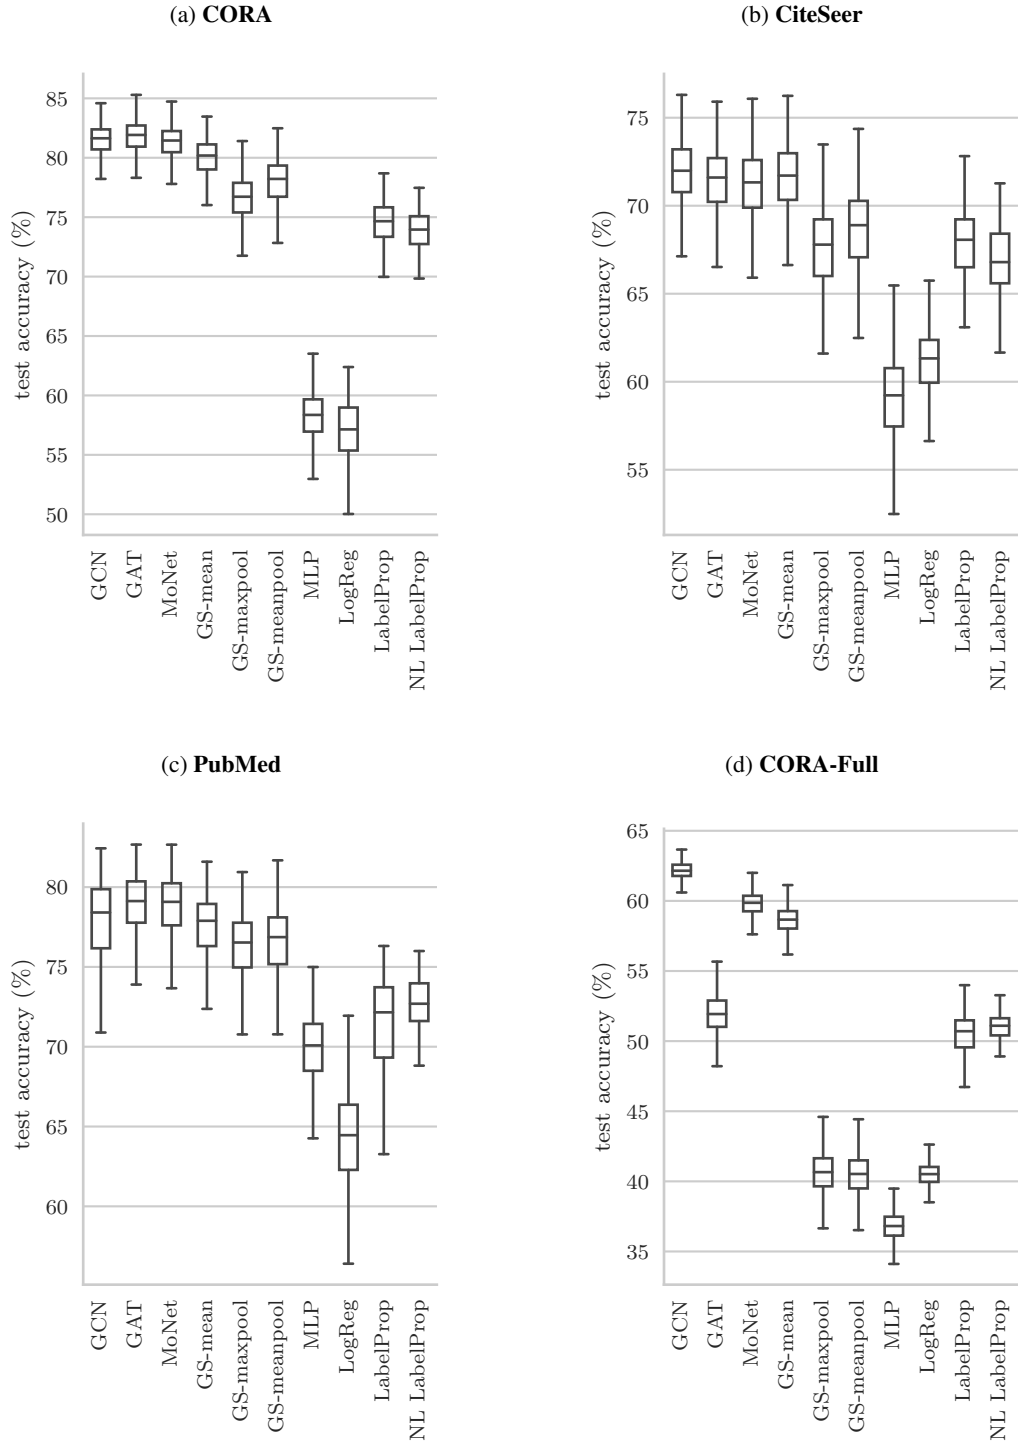 (a) CORA
test accuracy (%)
85
80
75
70
65
60
55
50
GCN
GAT
MoNet
GS-mean
GS-maxpool
GS-meanpool
MLP
LogReg
LabelProp
NL LabelProp
(b) CiteSeer
test accuracy (%)
75
70
65
60
55
GCN
GAT
MoNet
GS-mean
GS-maxpool
GS-meanpool
MLP
LogReg
LabelProp
NL LabelProp
(c) PubMed
test accuracy (%)
80
75
70
65
60
GCN
GAT
MoNet
GS-mean
GS-maxpool
GS-meanpool
MLP
LogReg
LabelProp
NL LabelProp
(d) CORA-Full
test accuracy (%)
65
60
55
50
45
40
35
GCN
GAT
MoNet
GS-mean
GS-maxpool
GS-meanpool
MLP
LogReg
LabelProp
NL LabelProp